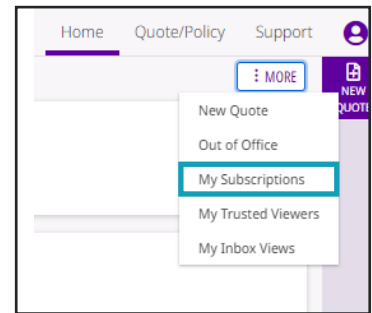 Home Quote/Policy Support
MORE
NEW
QUOTE
New Quote
Out of Office
My Subscriptions
My Trusted Viewers
My Inbox Views